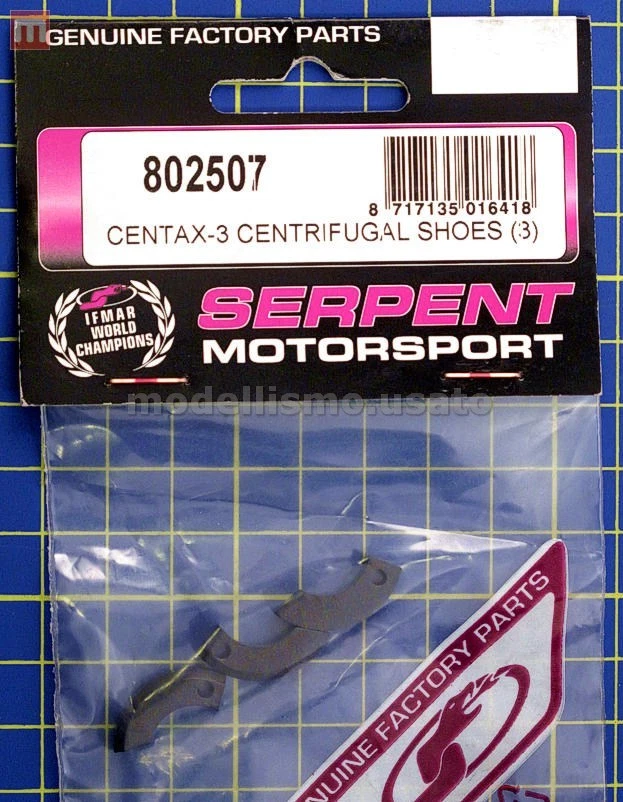 m
GENUINE FACTORY PARTS
802507
8 717135 016418
CENTAX-3 CENTRIFUGAL SHOES (3)
IFMAR
WORLD
CHAMPIONS
SERPENT
MOTORSPORT
modellismo.usato
GENUINE FACTORY PARTS